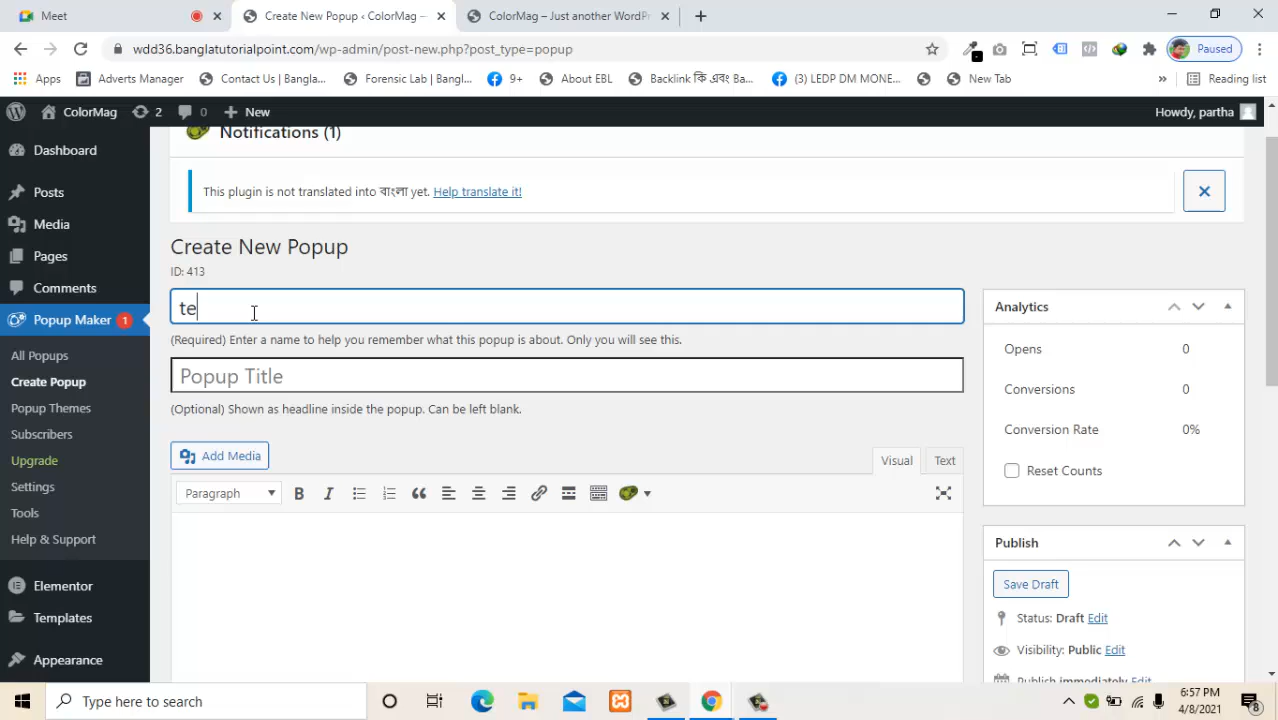 Meet
Create New Popup ‹ ColorMag —
ColorMag – Just another WordPr
wdd36.banglatutorialpoint.com/wp-admin/post-new.php?post_type=popup
Paused
Apps
Adverts Manager
Contact Us | Bangla...
Forensic Lab | Bangl...
9+
About EBL
Backlink কি এবং Ba...
(3) LEDP DM MONE...
New Tab
»
Reading list
ColorMag
2
0
New
Howdy, partha
Notifications (1)
Dashboard
This plugin is not translated into বাংলা yet. Help translate it!
Posts
Media
Pages
Comments
Popup Maker 1
All Popups
Create Popup
Popup Themes
Subscribers
Upgrade
Settings
Tools
Help & Support
Elementor
Templates
Appearance
Create New Popup
ID: 413
te
(Required) Enter a name to help you remember what this popup is about. Only you will see this.
Popup Title
(Optional) Shown as headline inside the popup. Can be left blank.
Add Media
Visual
Text
Paragraph
B
I
Analytics
Opens 0
Conversions 0
Conversion Rate 0%
Reset Counts
Publish
Save Draft
Status: Draft Edit
Visibility: Public Edit
Publish immediately Edit
Type here to search
6:57 PM
4/8/2021
8